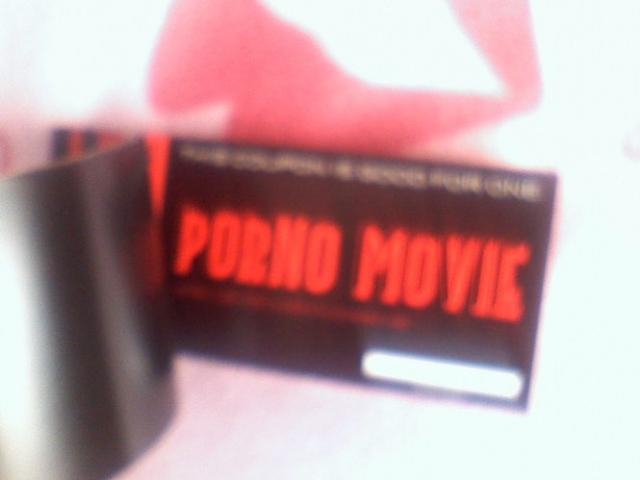 THIS COUPON IS GOOD FOR ONE
PORNO MOVIE